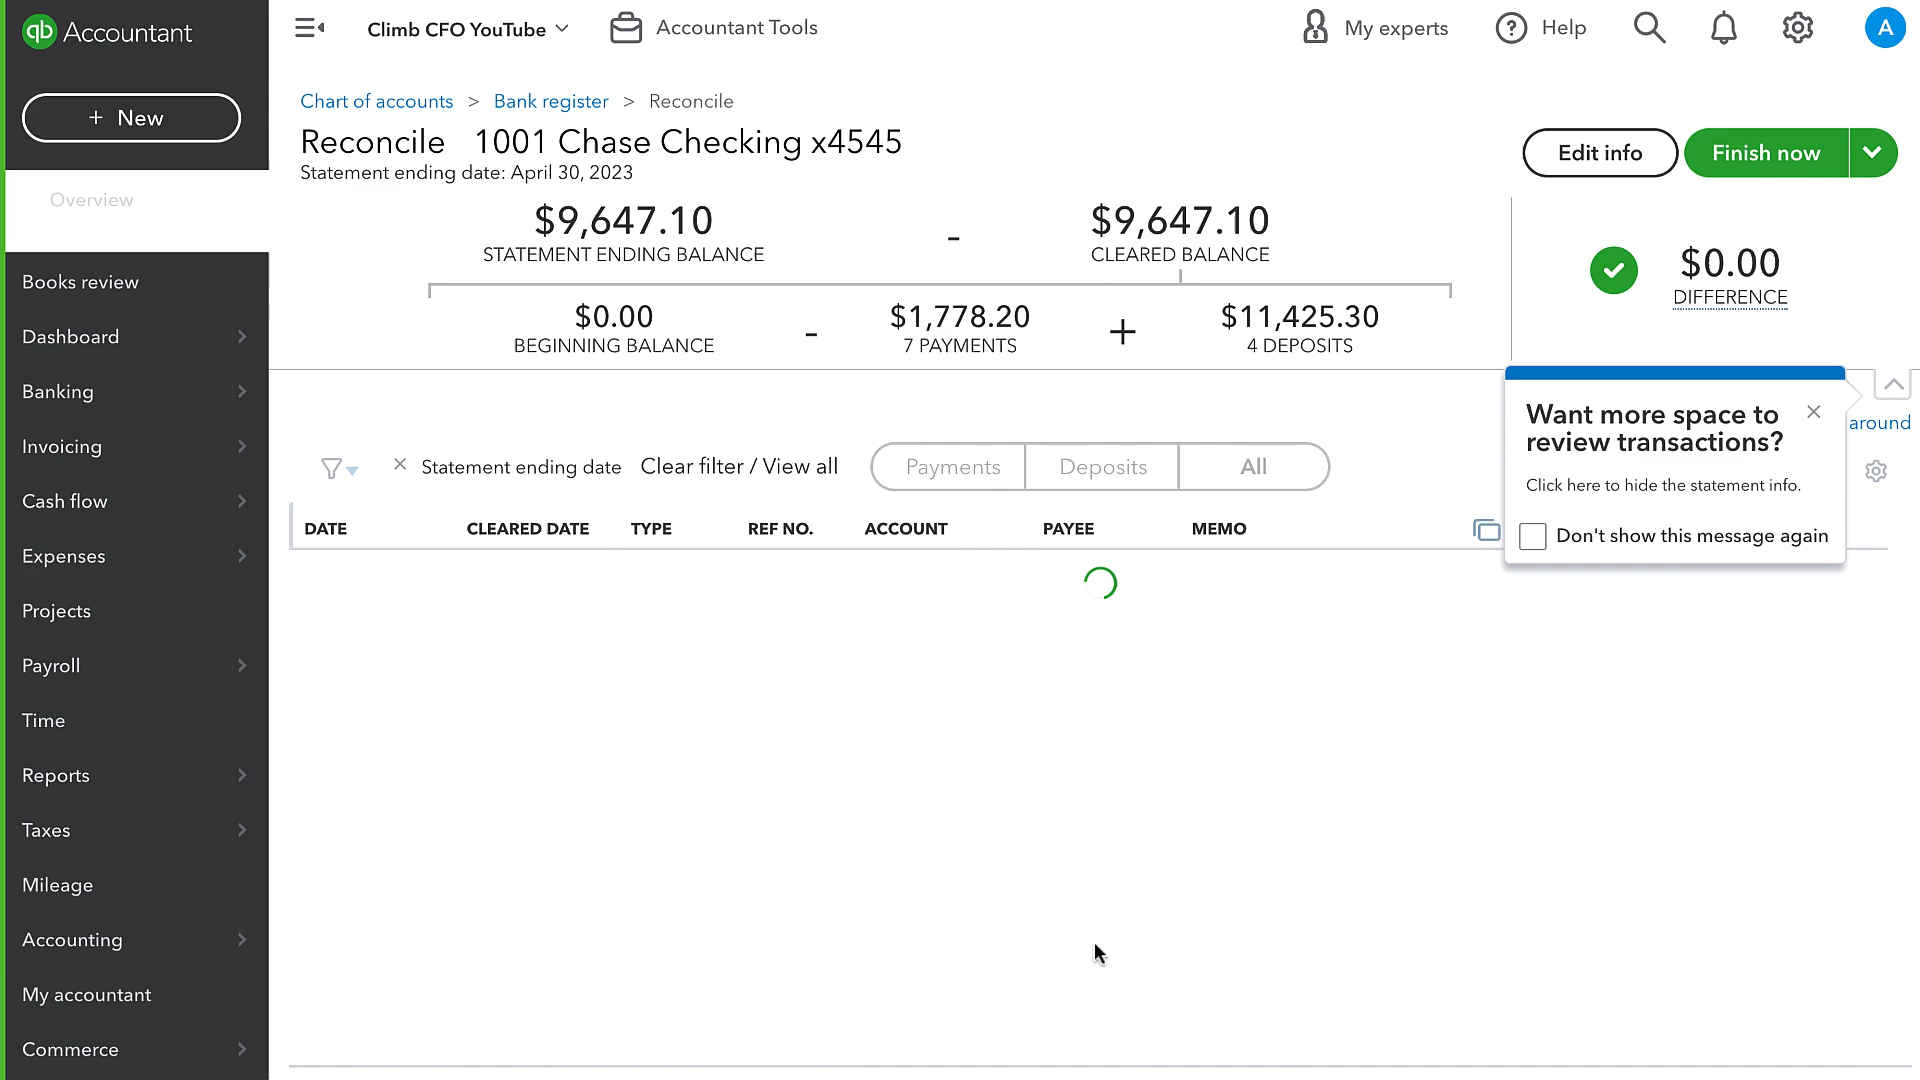 qb Accountant
Climb CFO YouTube
Accountant Tools
My experts
Help
A
+ New
Overview
Books review
Dashboard
Banking
Invoicing
Cash flow
Expenses
Projects
Payroll
Time
Reports
Taxes
Mileage
Accounting
My accountant
Commerce
Chart of accounts > Bank register > Reconcile
Reconcile 1001 Chase Checking x4545
Statement ending date: April 30, 2023
Edit info
Finish now
$9,647.10
STATEMENT ENDING BALANCE
-
$9,647.10
CLEARED BALANCE
$0.00
BEGINNING BALANCE
-
$1,778.20
7 PAYMENTS
+
$11,425.30
4 DEPOSITS
$0.00
DIFFERENCE
Want more space to
review transactions?
Click here to hide the statement info.
Don't show this message again
around
Statement ending date
Clear filter / View all
Payments
Deposits
All
DATE
CLEARED DATE
TYPE
REF NO.
ACCOUNT
PAYEE
MEMO